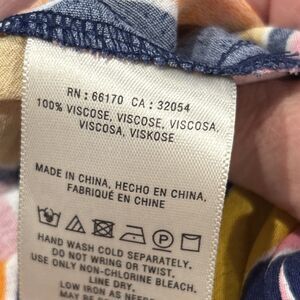 RN : 66170 CA : 32054
100% VISCOSE, VISCOSE, VISCOSA,
VISCOSA, VISKOSE
MADE IN CHINA, HECHO EN CHINA,
FABRIQUÉ EN CHINE
HAND WASH COLD SEPARATELY.
DO NOT WRING OR TWIST.
USE ONLY NON-CHLORINE BLEACH.
LINE DRY.
LOW IRON AS NEEDED
MAY BE